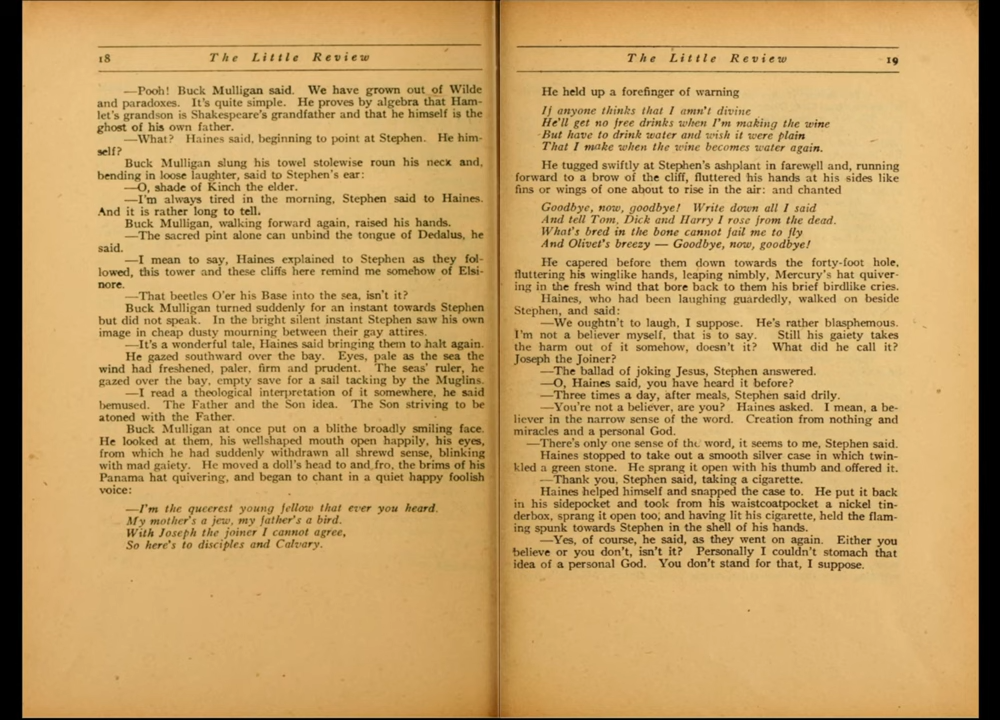 18 The Little Review
—Pooh! Buck Mulligan said. We have grown out of Wilde
and paradoxes. It's quite simple. He proves by algebra that Ham-
let's grandson is Shakespeare's grandfather and that he himself is the
ghost of his own father.
—What? Haines said, beginning to point at Stephen. He him-
self?
Buck Mulligan slung his towel stolewise roun his neck and,
bending in loose laughter, said to Stephen's ear:
—O, shade of Kinch the elder.
—I'm always tired in the morning, Stephen said to Haines.
And it is rather long to tell.
Buck Mulligan, walking forward again, raised his hands.
—The sacred pint alone can unbind the tongue of Dedalus, he
said.
—I mean to say, Haines explained to Stephen as they fol-
lowed, this tower and these cliffs here remind me somehow of Elsi-
nore.
—That beetles O'er his Base into the sea, isn't it?
Buck Mulligan turned suddenly for an instant towards Stephen
but did not speak. In the bright silent instant Stephen saw his own
image in cheap dusty mourning between their gay attires.
—It's a wonderful tale, Haines said bringing them to halt again.
He gazed southward over the bay. Eyes, pale as the sea the
wind had freshened, paler, firm and prudent. The seas' ruler, he
gazed over the bay, empty save for a sail tacking by the Muglins.
—I read a theological interpretation of it somewhere, he said
bemused. The Father and the Son idea. The Son striving to be
atoned with the Father.
Buck Mulligan at once put on a blithe broadly smiling face.
He looked at them, his wellshaped mouth open happily, his eyes,
from which he had suddenly withdrawn all shrewd sense, blinking
with mad gaiety. He moved a doll's head to and fro, the brims of his
Panama hat quivering, and began to chant in a quiet happy foolish
voice:
—I'm the queerest young fellow that ever you heard.
My mother's a jew, my father's a bird.
With Joseph the joiner I cannot agree,
So here's to disciples and Calvary.
The Little Review 19
He held up a forefinger of warning
If anyone thinks that I amn't divine
He'll get no free drinks when I'm making the wine
But have to drink water and wish it were plain
That I make when the wine becomes water again.
He tugged swiftly at Stephen's ashplant in farewell and, running
forward to a brow of the cliff, fluttered his hands at his sides like
fins or wings of one about to rise in the air: and chanted
Goodbye, now, goodbye! Write down all I said
And tell Tom, Dick and Harry I rose from the dead.
What's bred in the bone cannot fail me to fly
And Olivet's breezy — Goodbye, now, goodbye!
He capered before them down towards the forty-foot hole,
fluttering his winglike hands, leaping nimbly, Mercury's hat quiver-
ing in the fresh wind that bore back to them his brief birdlike cries.
Haines, who had been laughing guardedly, walked on beside
Stephen, and said:
—We oughtn't to laugh, I suppose. He's rather blasphemous.
I'm not a believer myself, that is to say. Still his gaiety takes
the harm out of it somehow, doesn't it? What did he call it?
Joseph the Joiner?
—The ballad of joking Jesus, Stephen answered.
—O, Haines said, you have heard it before?
—Three times a day, after meals, Stephen said drily.
—You're not a believer, are you? Haines asked. I mean, a be-
liever in the narrow sense of the word. Creation from nothing and
miracles and a personal God.
—There's only one sense of the word, it seems to me, Stephen said.
Haines stopped to take out a smooth silver case in which twin-
kled a green stone. He sprang it open with his thumb and offered it.
—Thank you, Stephen said, taking a cigarette.
Haines helped himself and snapped the case to. He put it back
in his sidepocket and took from his waistcoatpocket a nickel tin-
derbox, sprang it open too, and having lit his cigarette, held the flam-
ing spunk towards Stephen in the shell of his hands.
—Yes, of course, he said, as they went on again. Either you
believe or you don't, isn't it? Personally I couldn't stomach that
idea of a personal God. You don't stand for that, I suppose.